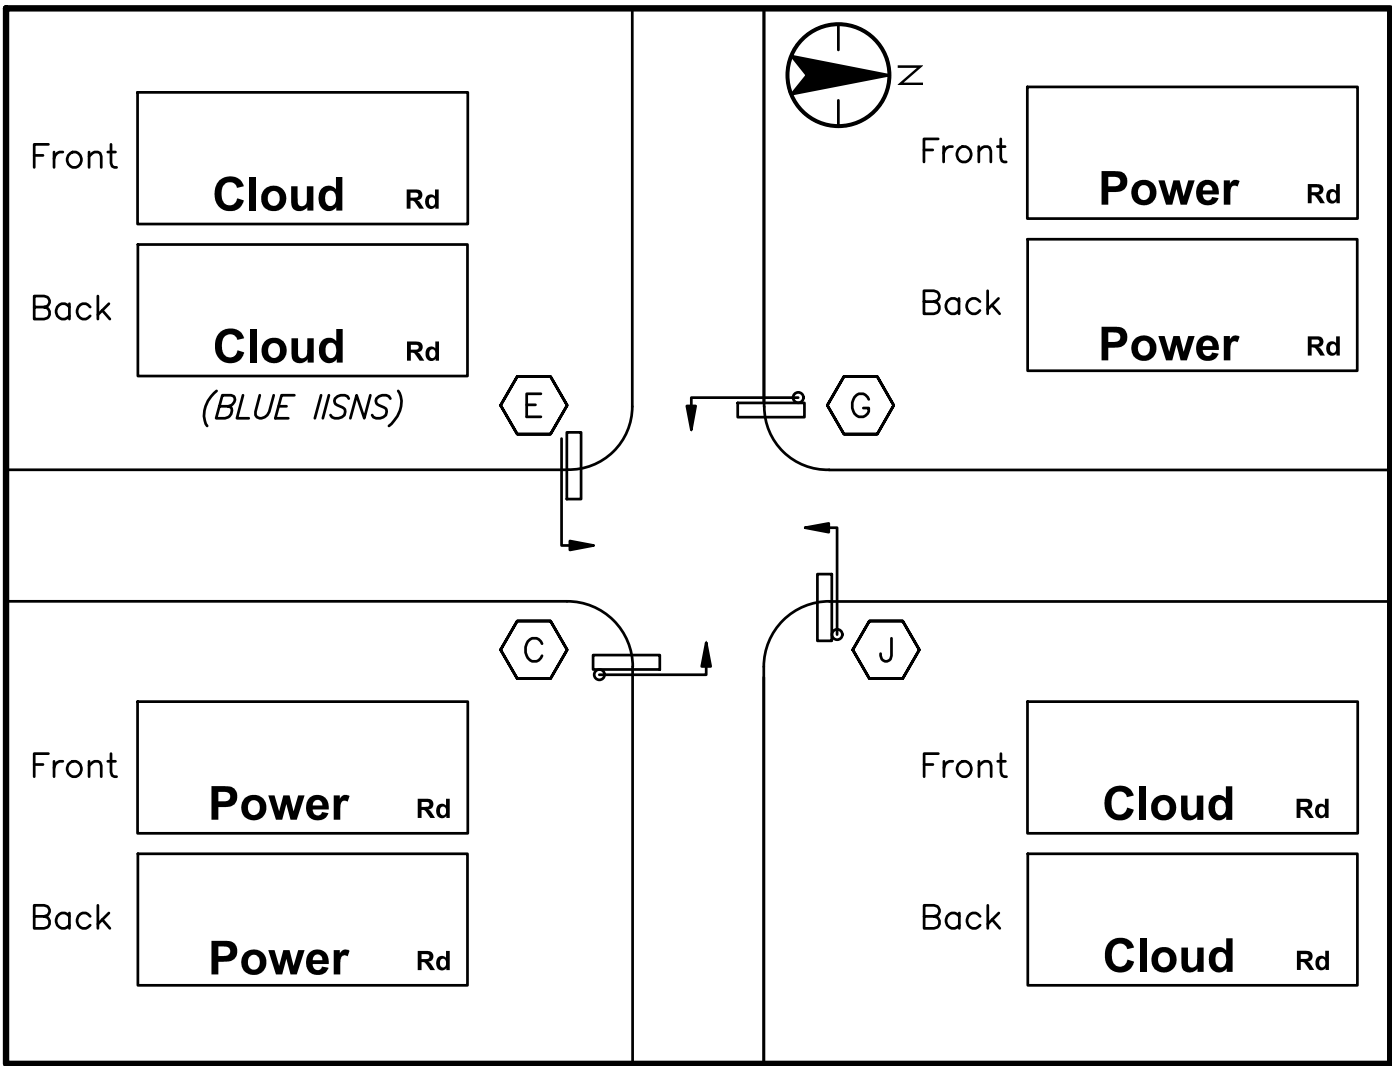 N
Front
Cloud Rd
Back
Cloud Rd
(BLUE IISNS)
Front
Power Rd
Back
Power Rd
E
G
C
J
Front
Power Rd
Back
Power Rd
Front
Cloud Rd
Back
Cloud Rd